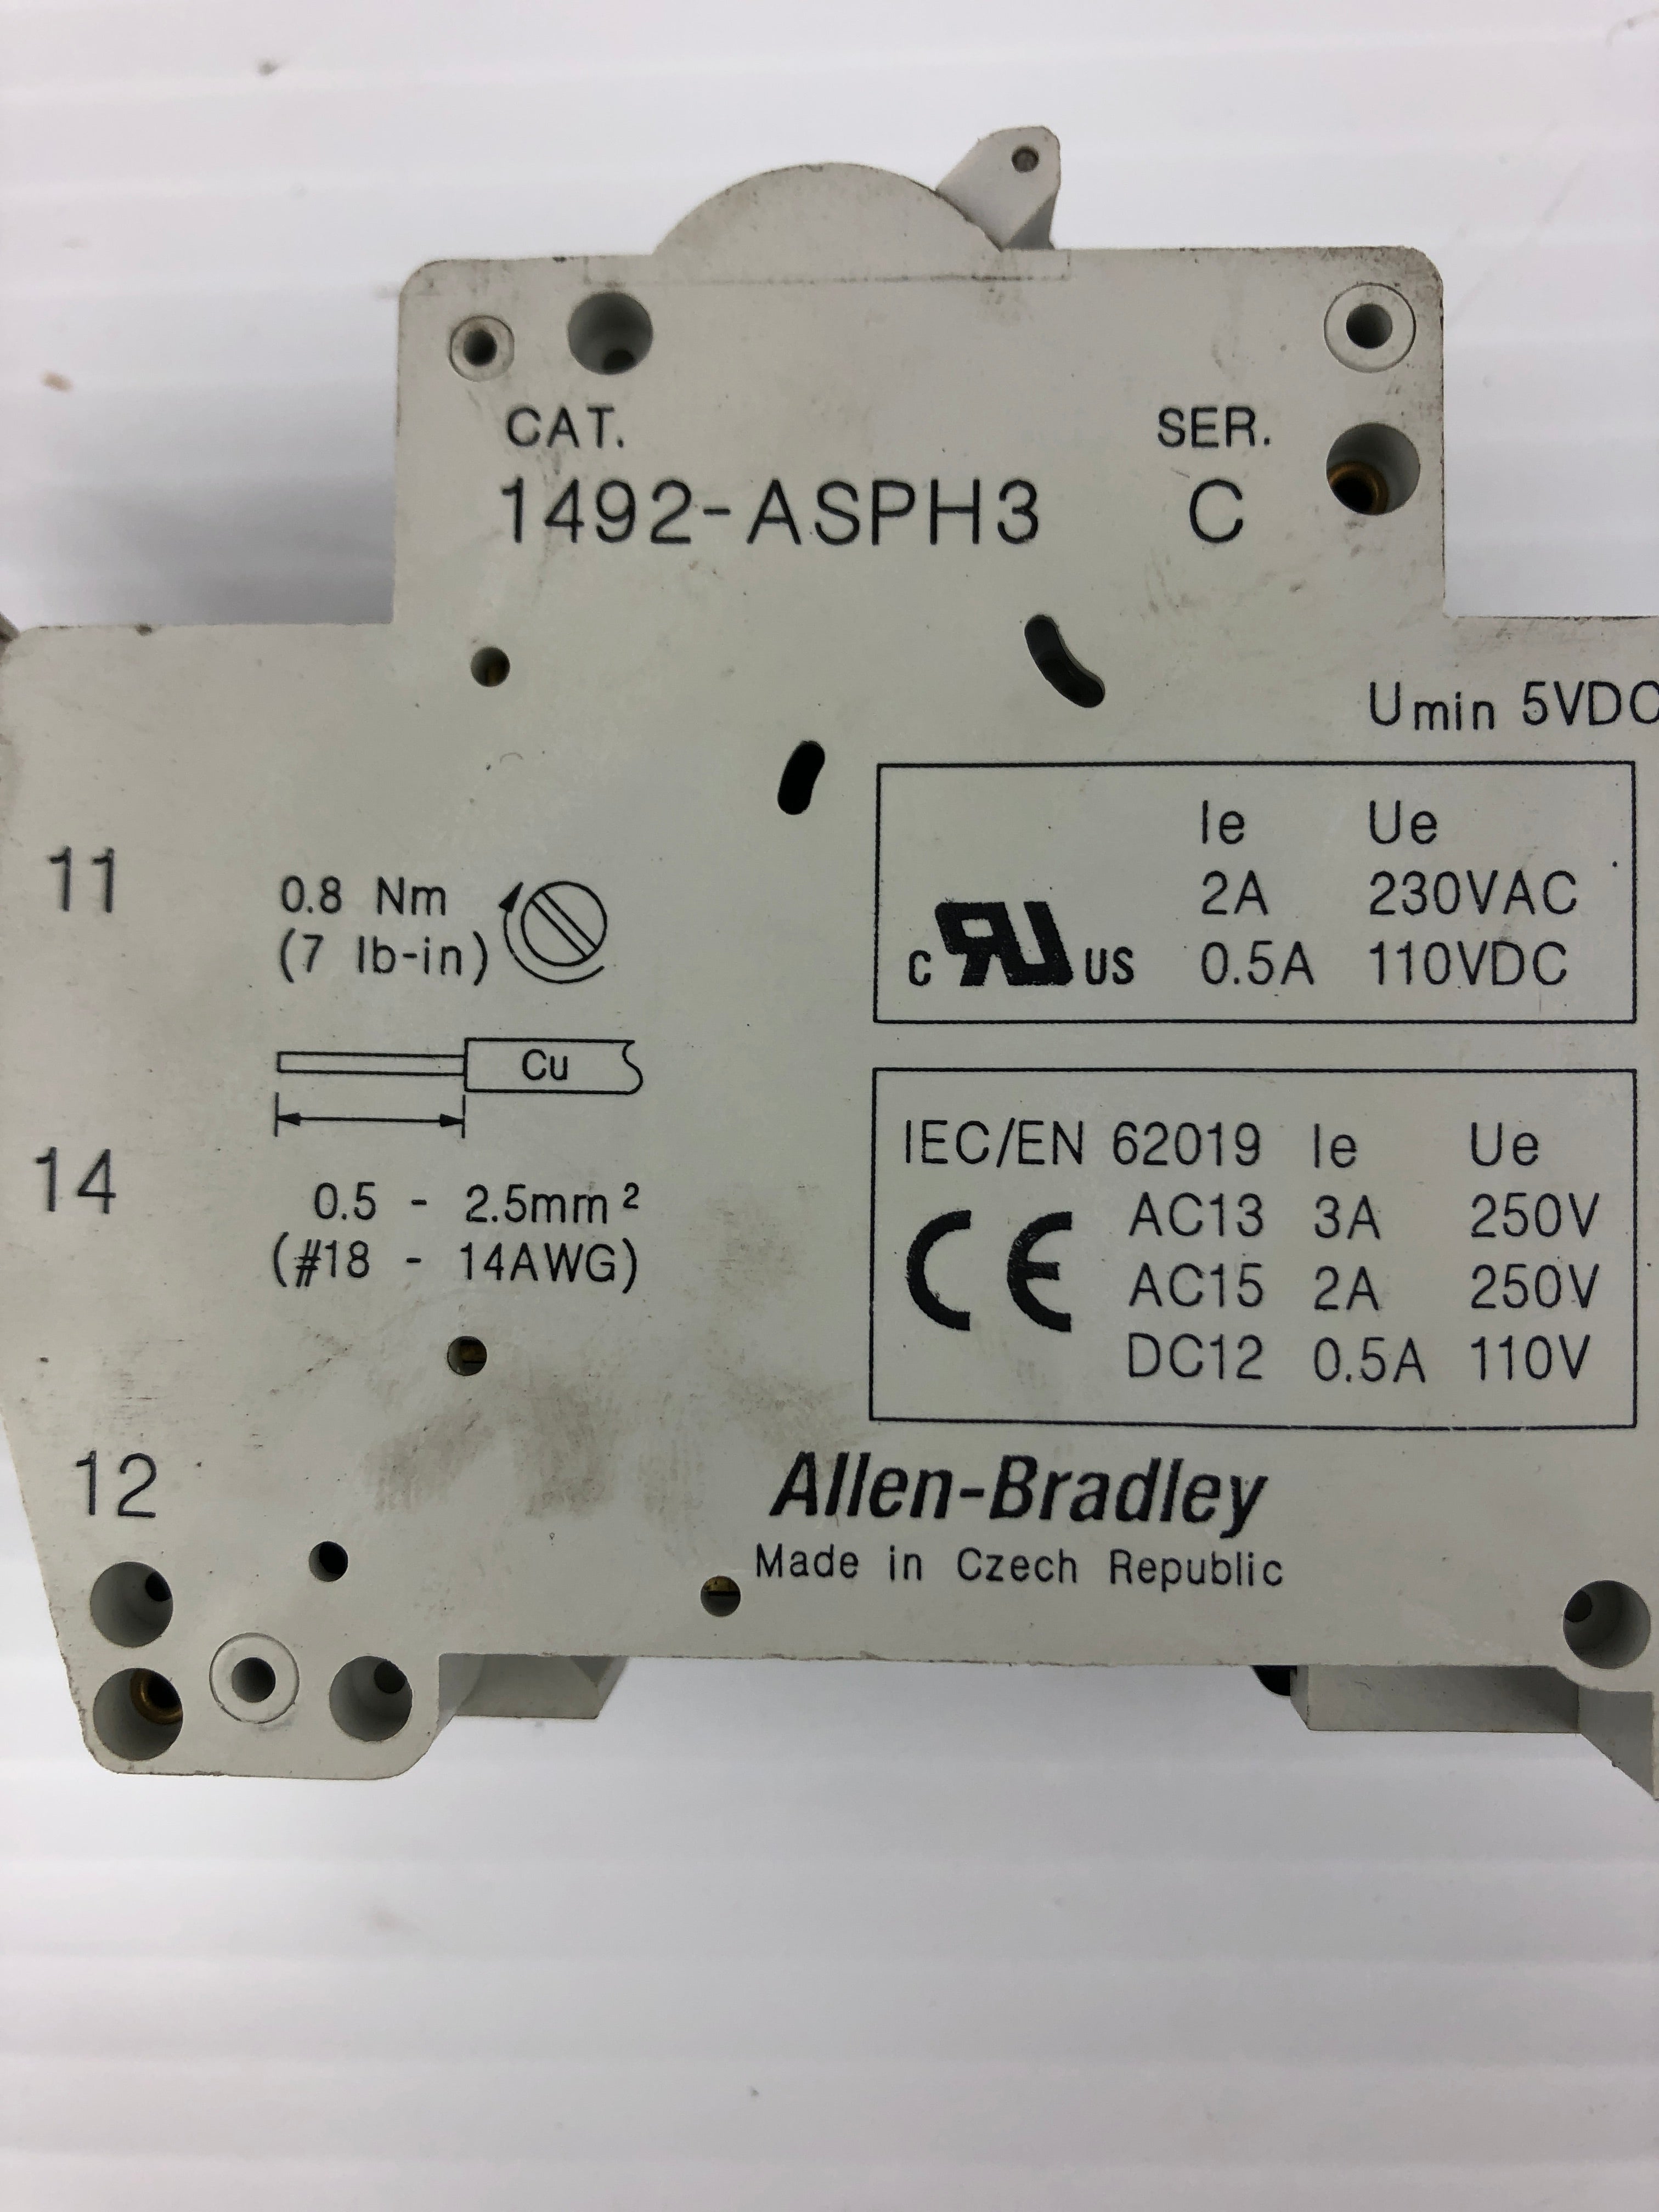 CAT. SER.
1492-ASPH3 C
Umin 5VDC
Ie Ue
2A 230VAC
c RU US 0.5A 110VDC
11
0.8 Nm
(7 lb-in)
Cu
14
0.5 - 2.5mm²
(#18 - 14AWG)
IEC/EN 62019 Ie Ue
AC13 3A 250V
CE AC15 2A 250V
DC12 0.5A 110V
12
Allen-Bradley
Made in Czech Republic